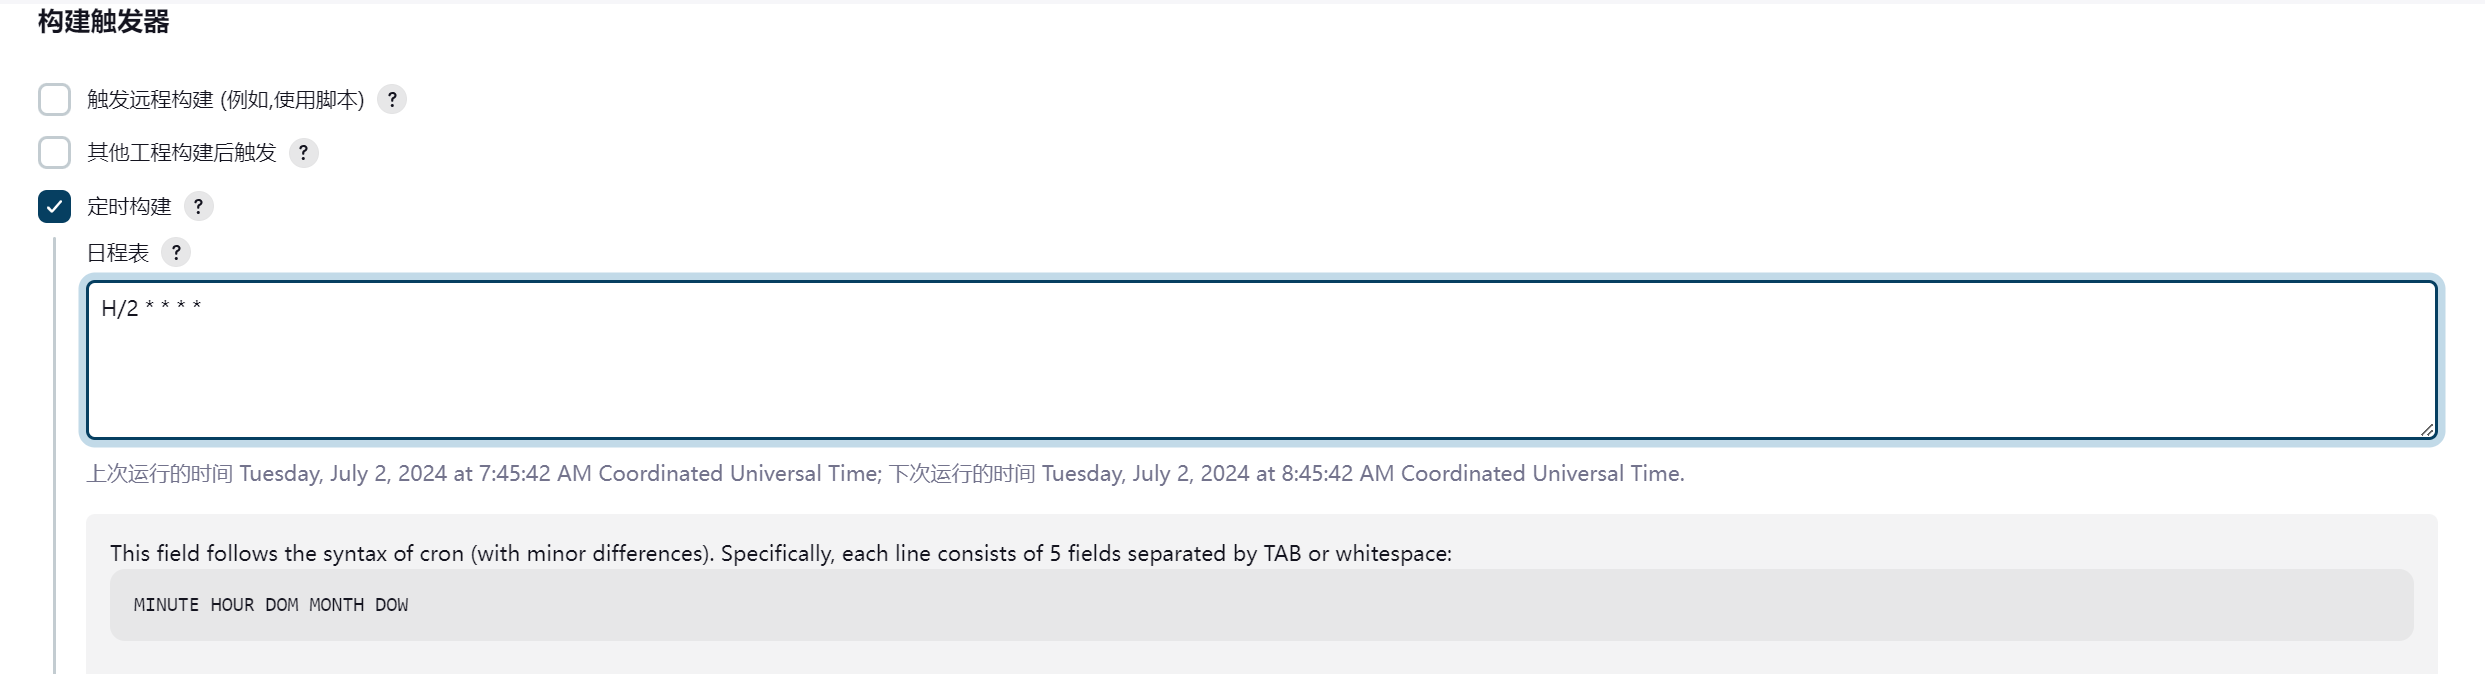 构建触发器
触发远程构建 (例如,使用脚本) ?
其他工程构建后触发 ?
定时构建 ?
日程表 ?
H/2 * * * *
上次运行的时间 Tuesday, July 2, 2024 at 7:45:42 AM Coordinated Universal Time; 下次运行的时间 Tuesday, July 2, 2024 at 8:45:42 AM Coordinated Universal Time.
This field follows the syntax of cron (with minor differences). Specifically, each line consists of 5 fields separated by TAB or whitespace:
MINUTE HOUR DOM MONTH DOW